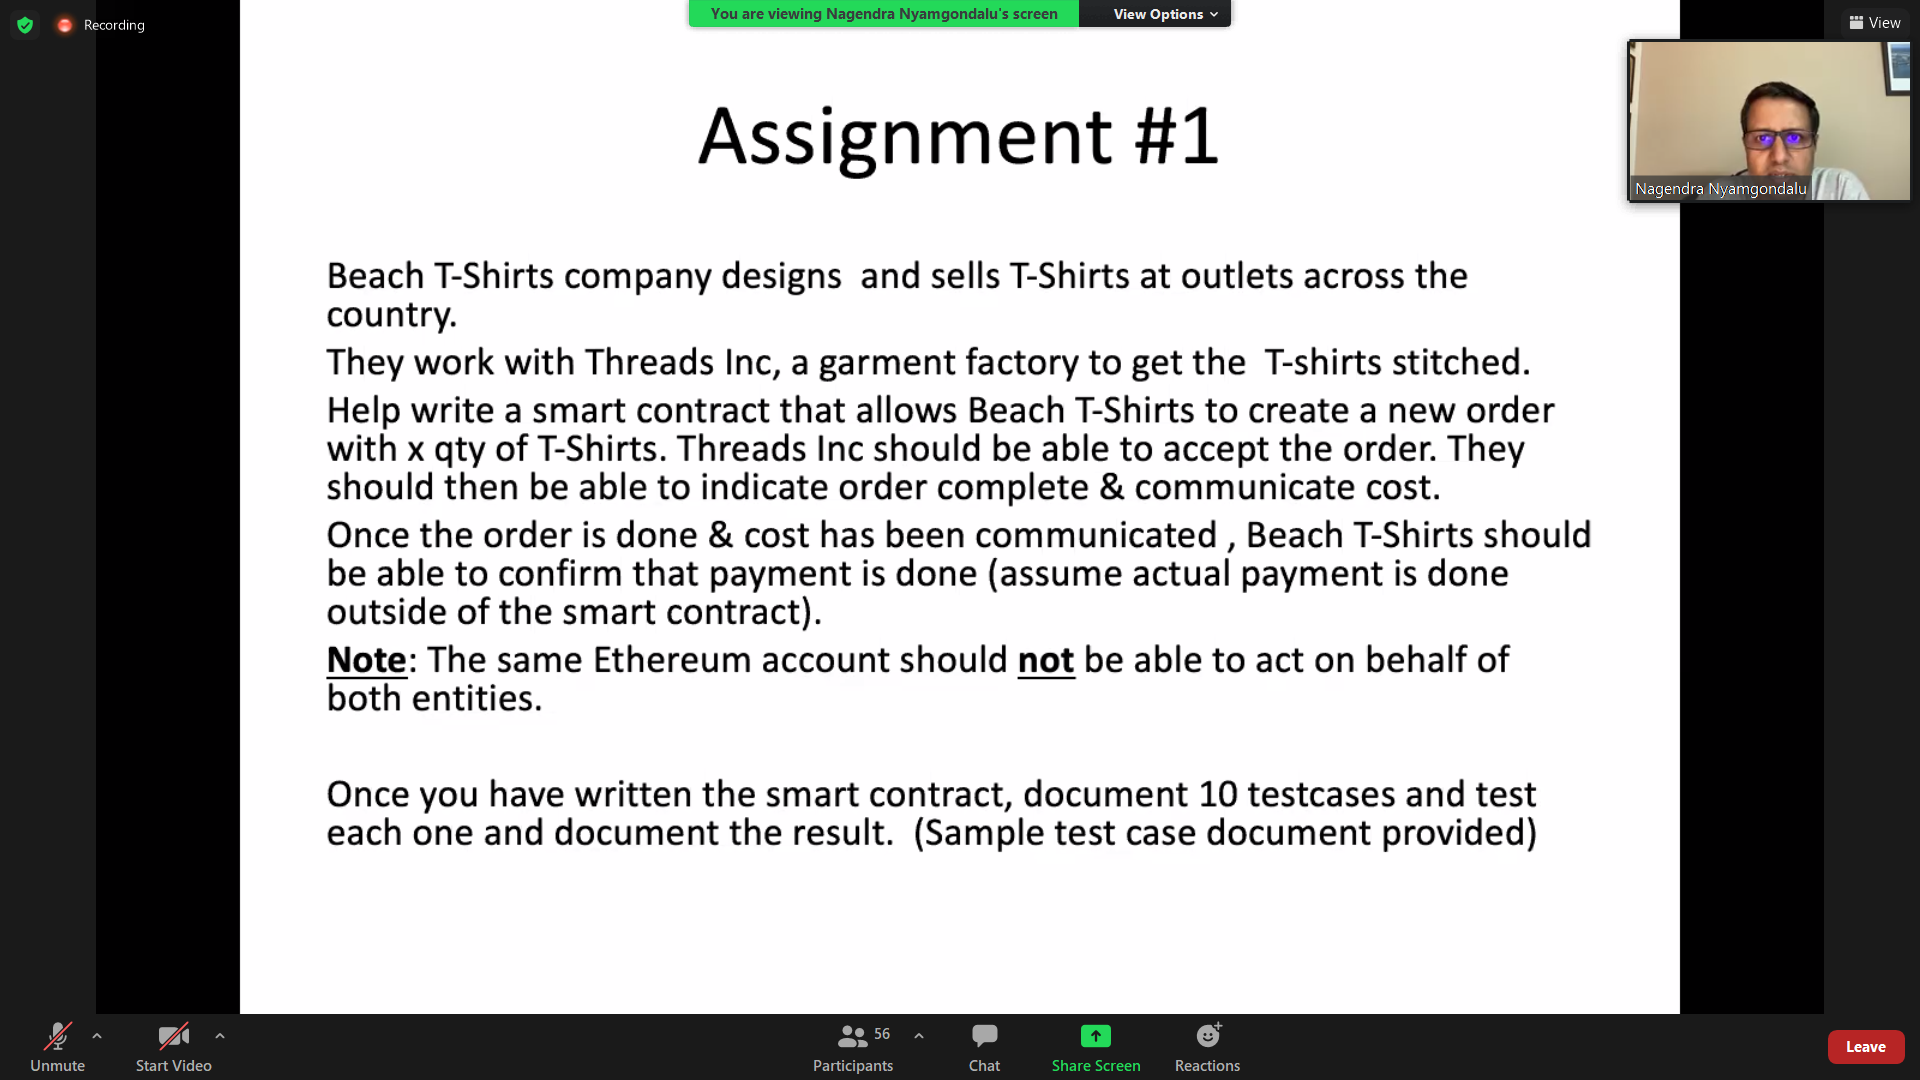 Recording
You are viewing Nagendra Nyamgondalu's screen
View Options
View
Nagendra Nyamgondalu
Assignment #1
Beach T-Shirts company designs  and sells T-Shirts at outlets across the
country.
They work with Threads Inc, a garment factory to get the  T-shirts stitched.
Help write a smart contract that allows Beach T-Shirts to create a new order
with x qty of T-Shirts. Threads Inc should be able to accept the order. They
should then be able to indicate order complete & communicate cost.
Once the order is done & cost has been communicated , Beach T-Shirts should
be able to confirm that payment is done (assume actual payment is done
outside of the smart contract).
Note: The same Ethereum account should not be able to act on behalf of
both entities.
Once you have written the smart contract, document 10 testcases and test
each one and document the result.  (Sample test case document provided)
Unmute
Start Video
56
Participants
Chat
Share Screen
Reactions
Leave